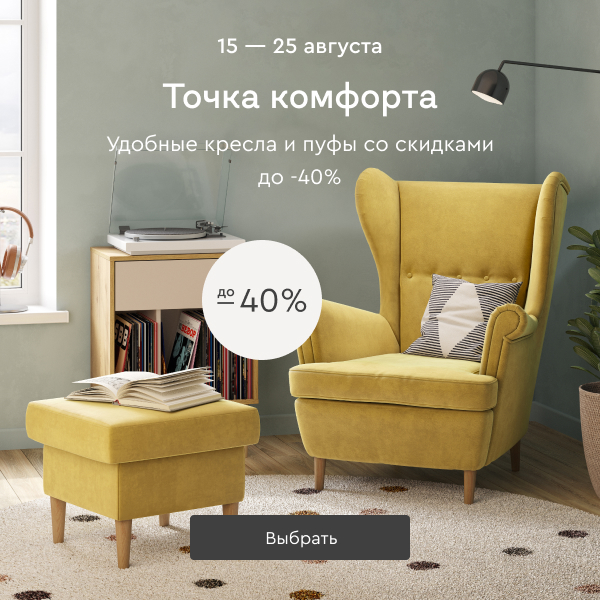 15 — 25 августа
Точка комфорта
Удобные кресла и пуфы со скидками
до -40%
до 40%
Выбрать